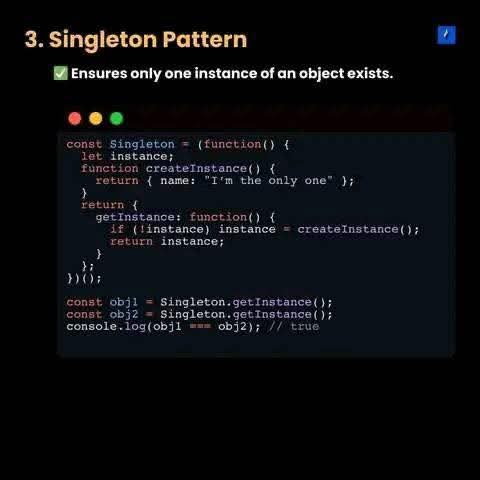 3. Singleton Pattern
✅ Ensures only one instance of an object exists.
const Singleton = (function() {
  let instance;
  function createInstance() {
    return { name: "I'm the only one" };
  }
  return {
    getInstance: function() {
      if (!instance) instance = createInstance();
      return instance;
    }
  };
})();

const obj1 = Singleton.getInstance();
const obj2 = Singleton.getInstance();
console.log(obj1 === obj2); // true